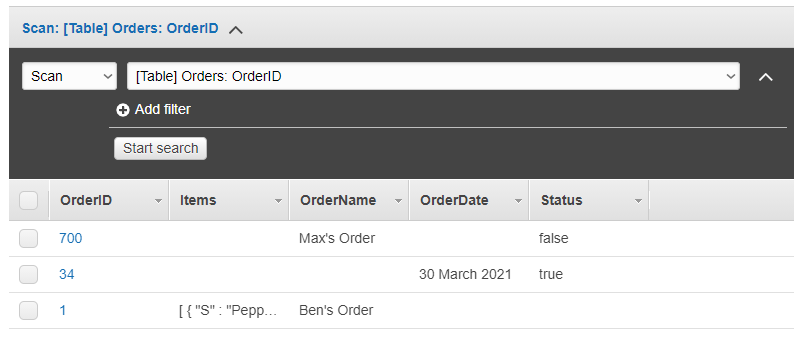 Scan: [Table] Orders: OrderID
Scan [Table] Orders: OrderID
Add filter
Start search
OrderID Items OrderName OrderDate Status
700 Max's Order false
34 30 March 2021 true
1 [ { "S" : "Pepp… Ben's Order